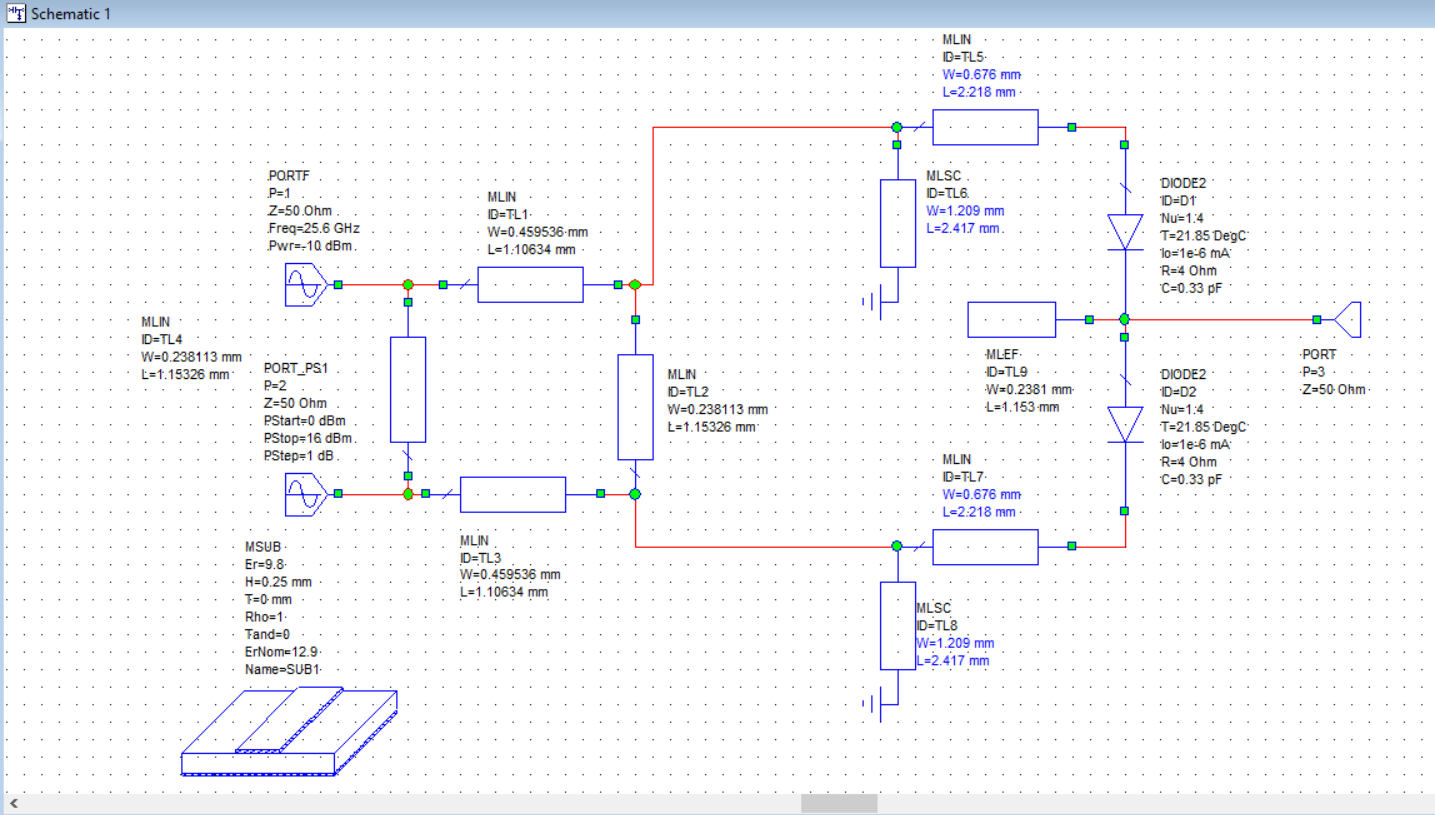 Schematic 1
MLIN
ID=TL5
W=0.676 mm
L=2.218 mm
PORTF
P=1
Z=50 Ohm
Freq=25.6 GHz
Pwr=-10 dBm
MLIN
ID=TL1
W=0.459536 mm
L=1.10634 mm
MLSC
ID=TL6
W=1.209 mm
L=2.417 mm
DIODE2
ID=D1
Nu=1.4
T=21.85 DegC
Io=1e-6 mA
R=4 Ohm
C=0.33 pF
MLIN
ID=TL4
W=0.238113 mm
L=1.15326 mm
PORT_PS1
P=2
Z=50 Ohm
PStart=0 dBm
PStop=16 dBm
PStep=1 dB
MLIN
ID=TL2
W=0.238113 mm
L=1.15326 mm
MLEF
ID=TL9
W=0.2381 mm
L=1.153 mm
DIODE2
ID=D2
Nu=1.4
T=21.85 DegC
Io=1e-6 mA
R=4 Ohm
C=0.33 pF
PORT
P=3
Z=50 Ohm
MLIN
ID=TL7
W=0.676 mm
L=2.218 mm
MSUB
Er=9.8
H=0.25 mm
T=0 mm
Rho=1
Tand=0
ErNom=12.9
Name=SUB1
MLIN
ID=TL3
W=0.459536 mm
L=1.10634 mm
MLSC
ID=TL8
W=1.209 mm
L=2.417 mm